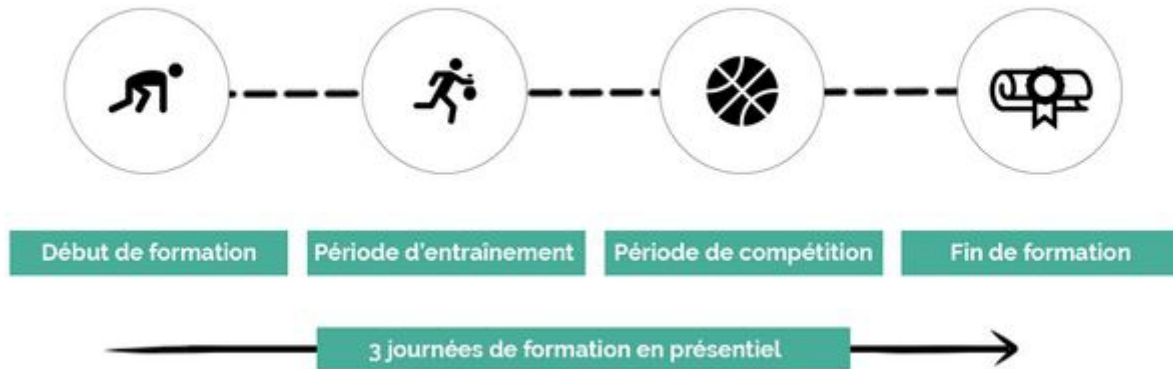 Début de formation
Période d'entraînement
Période de compétition
Fin de formation
3 journées de formation en présentiel